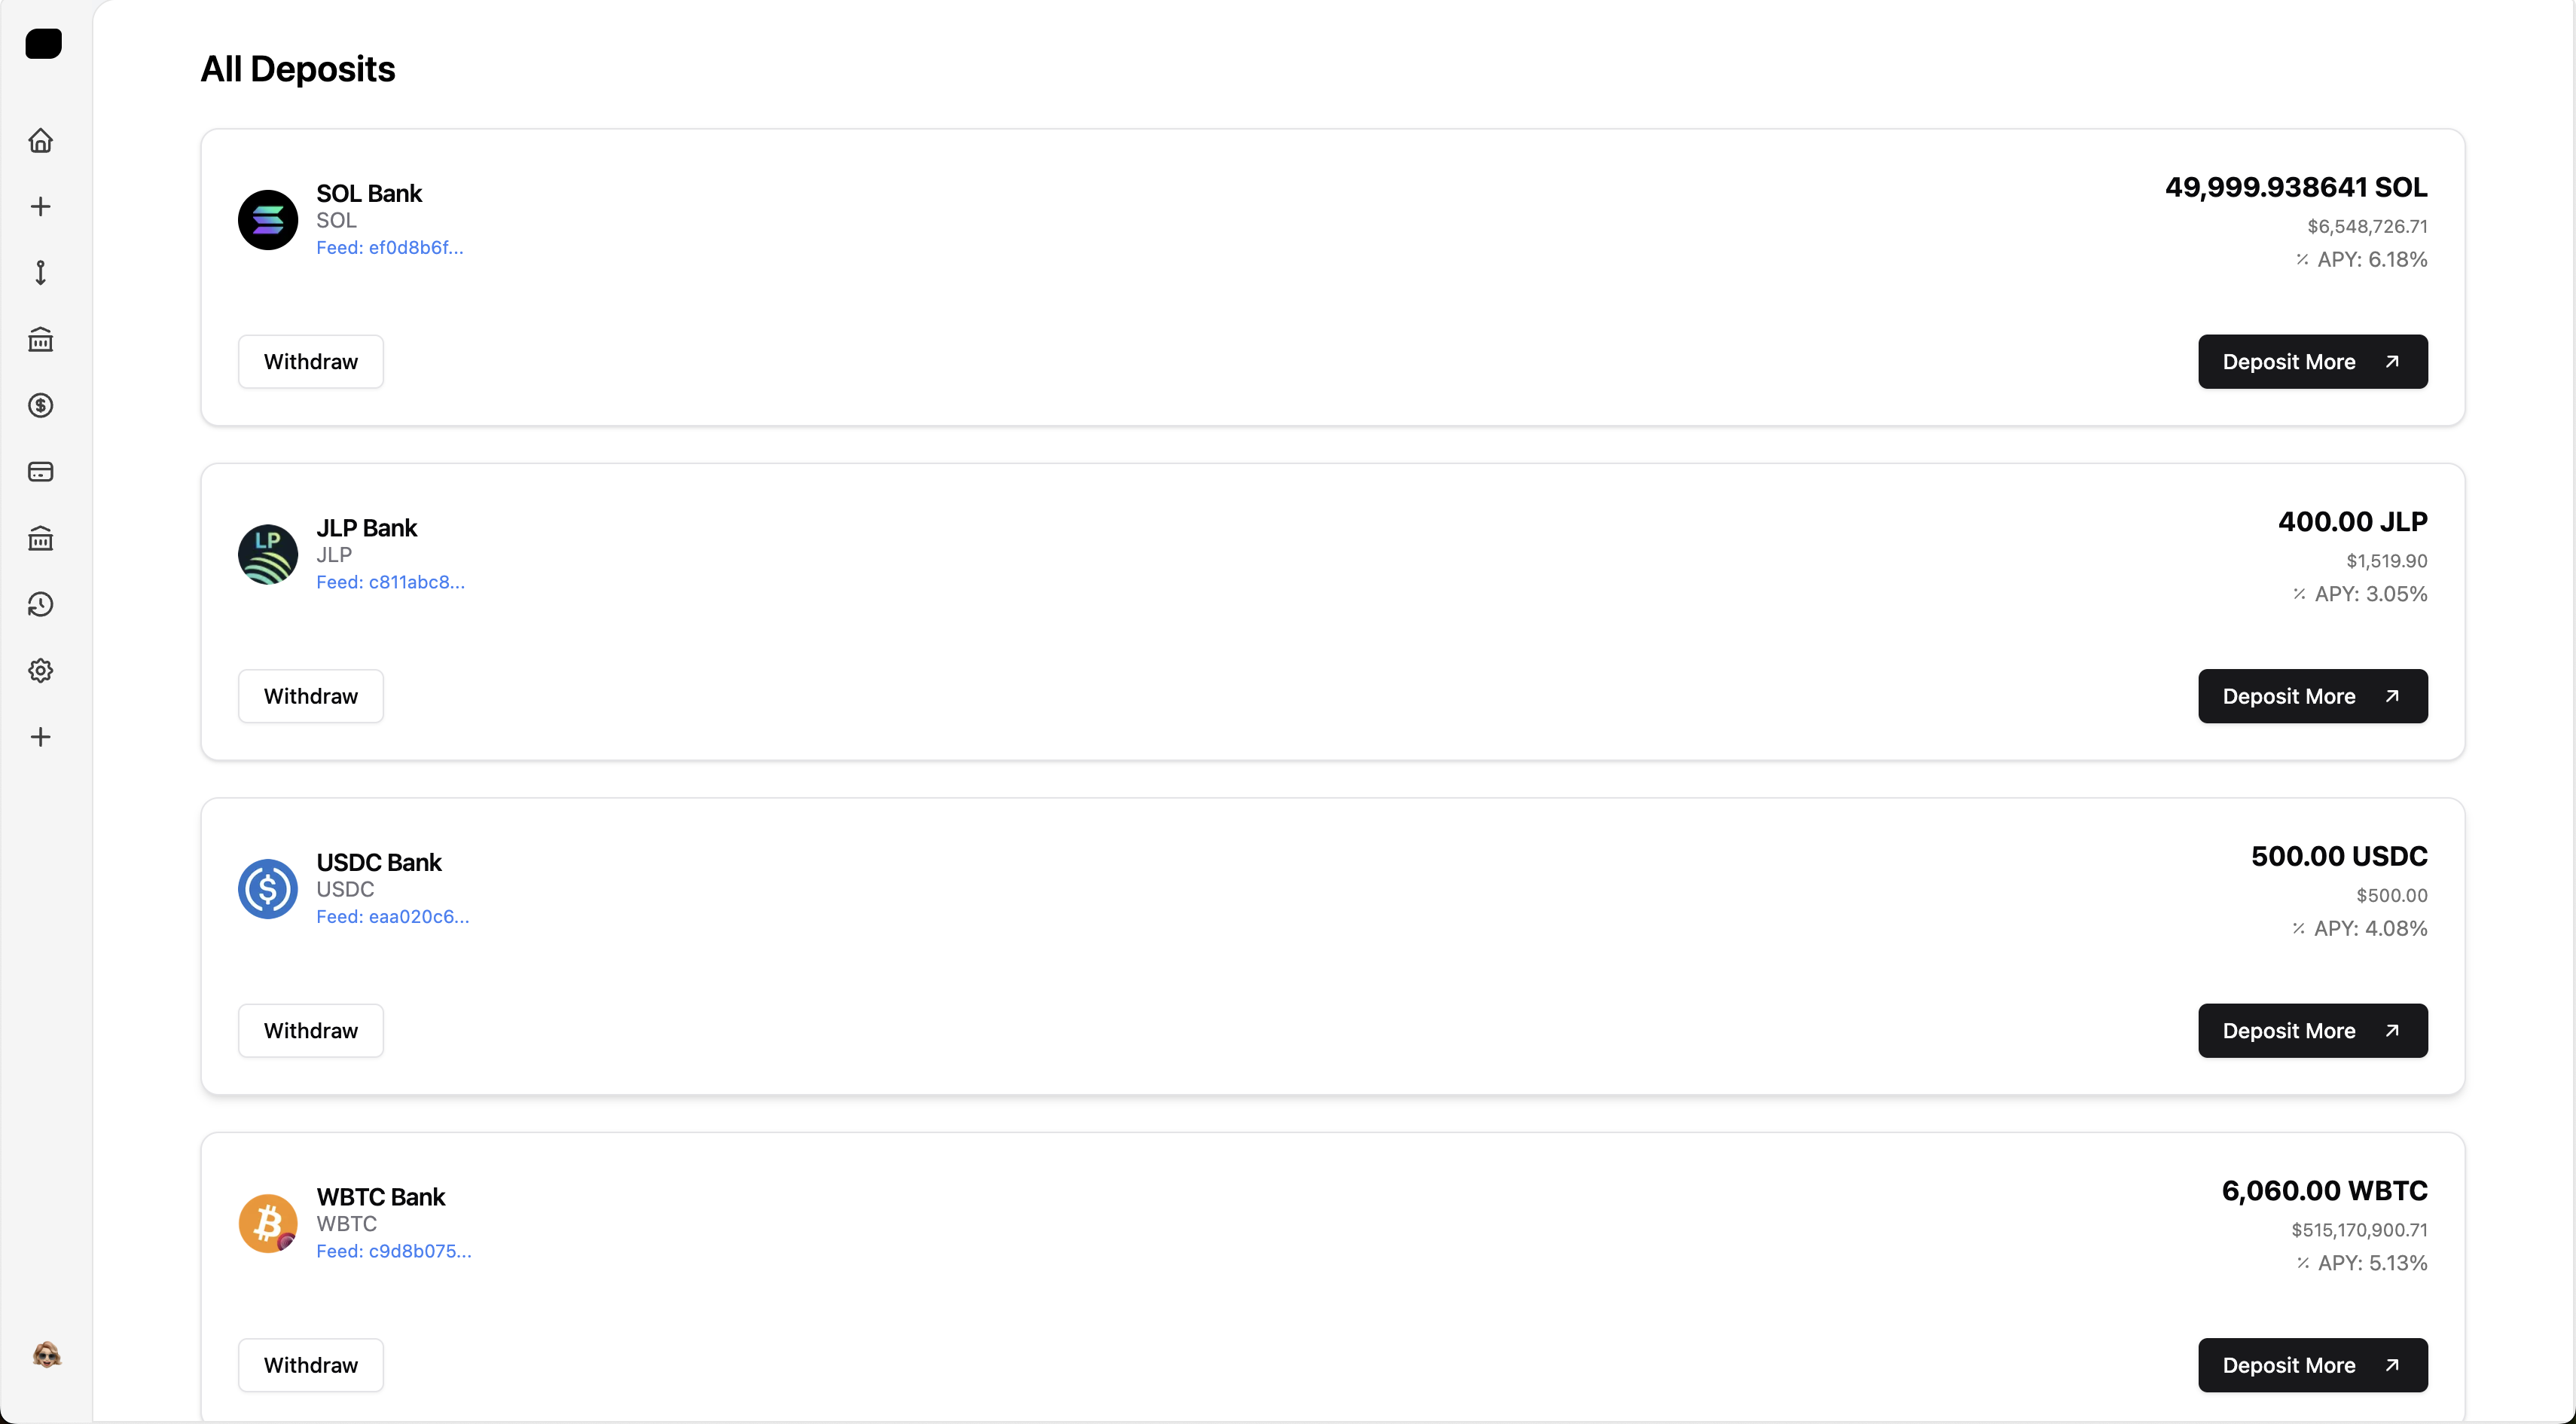 All Deposits
SOL Bank
SOL
Feed: ef0d8b6f...
49,999.938641 SOL
$6,548,726.71
APY: 6.18%
Withdraw
Deposit More
LP
JLP Bank
JLP
Feed: c811abc8...
400.00 JLP
$1,519.90
APY: 3.05%
Withdraw
Deposit More
USDC Bank
USDC
Feed: eaa020c6...
500.00 USDC
$500.00
APY: 4.08%
Withdraw
Deposit More
WBTC Bank
WBTC
Feed: c9d8b075...
6,060.00 WBTC
$515,170,900.71
APY: 5.13%
Withdraw
Deposit More